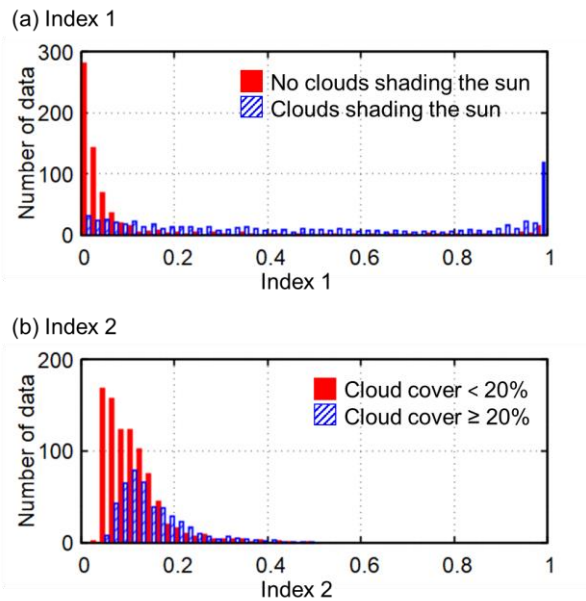 (a) Index 1
300
No clouds shading the sun
Clouds shading the sun
200
100
0
Number of data
0 0.2 0.4 0.6 0.8 1
Index 1
(b) Index 2
200
Cloud cover < 20%
Cloud cover ≥ 20%
100
0
Number of data
0 0.2 0.4 0.6 0.8 1
Index 2